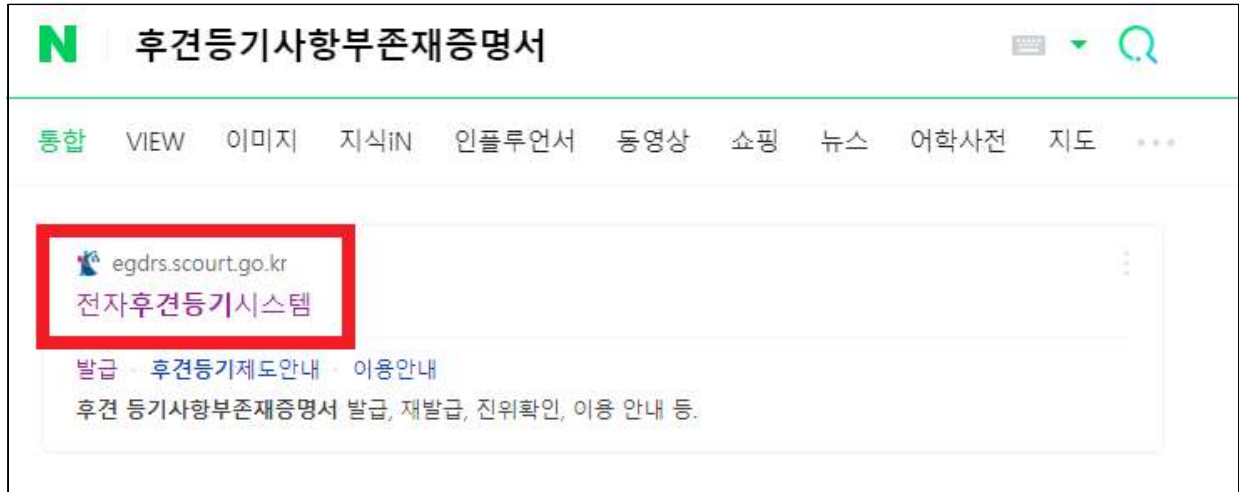 N 후견등기사항부존재증명서
통합 VIEW 이미지 지식iN 인플루언서 동영상 쇼핑 뉴스 어학사전 지도
egdrs.scourt.go.kr
전자후견등기시스템
발급 · 후견등기제도안내 · 이용안내
후견 등기사항부존재증명서 발급, 재발급, 진위확인, 이용 안내 등.